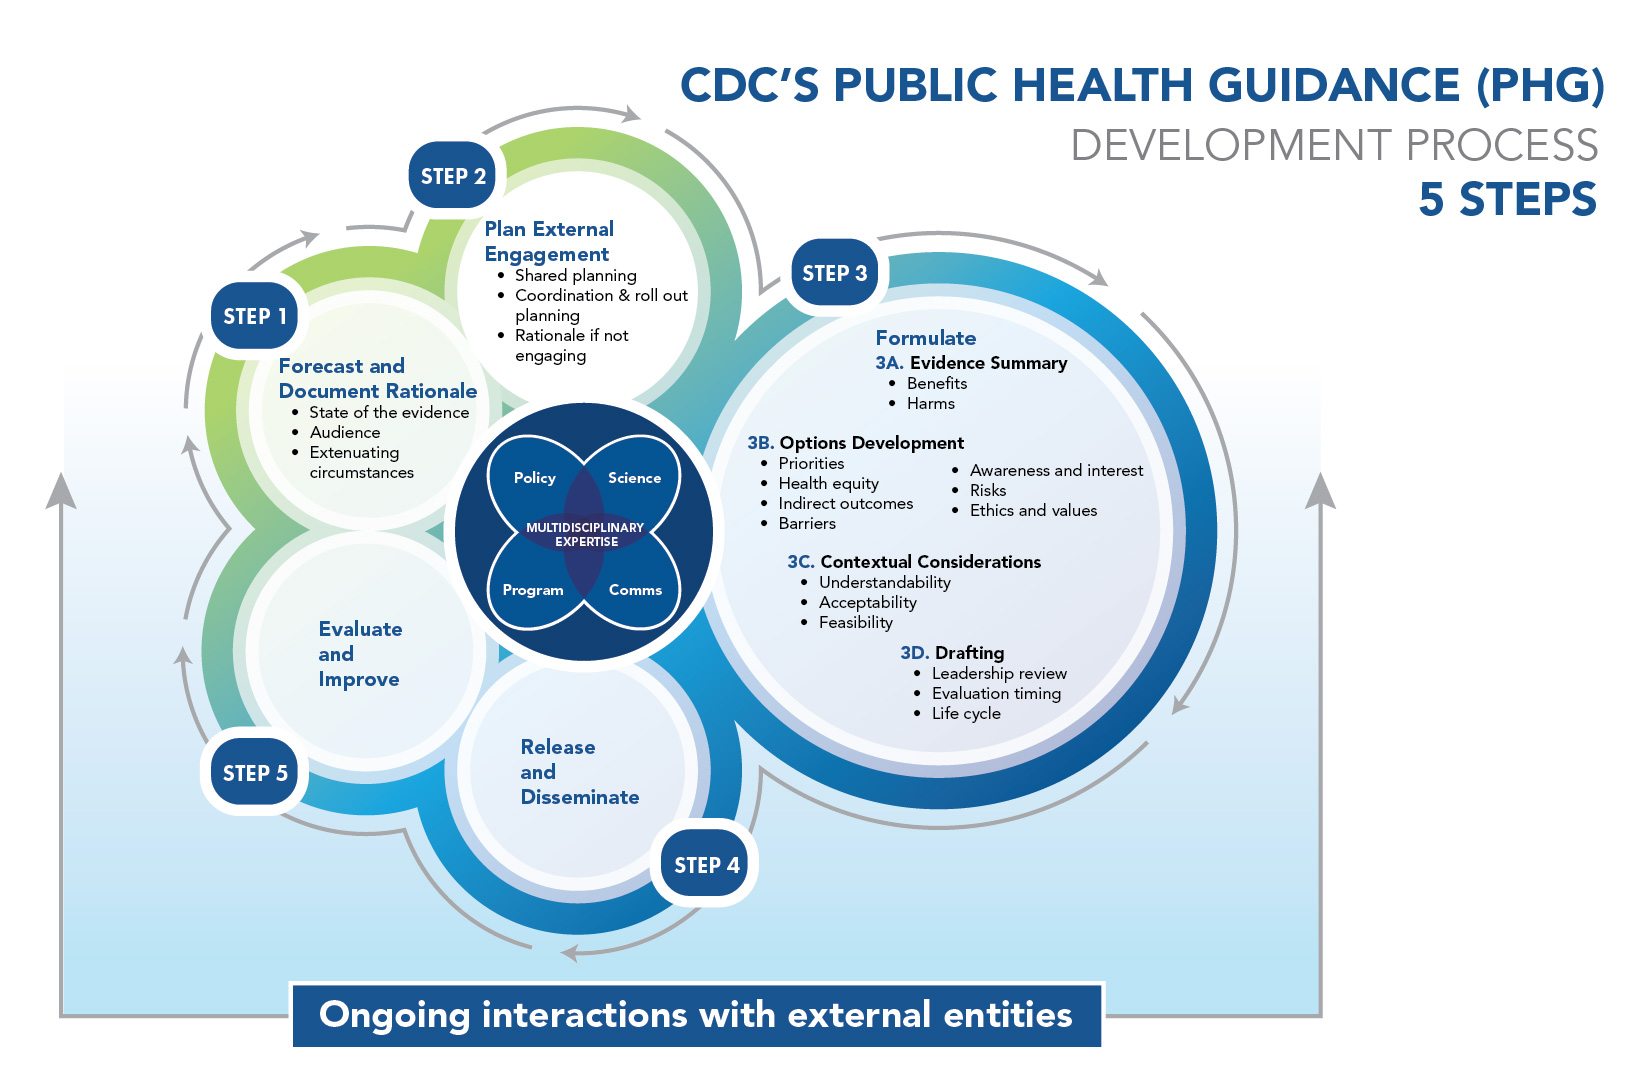 CDC'S PUBLIC HEALTH GUIDANCE (PHG)
DEVELOPMENT PROCESS
5 STEPS
STEP 1
Forecast and
Document Rationale
• State of the evidence
• Audience
• Extenuating
circumstances
STEP 2
Plan External
Engagement
• Shared planning
• Coordination & roll out
planning
• Rationale if not
engaging
STEP 3
Formulate
3A. Evidence Summary
• Benefits
• Harms
3B. Options Development
• Priorities
• Health equity
• Indirect outcomes
• Barriers
• Awareness and interest
• Risks
• Ethics and values
3C. Contextual Considerations
• Understandability
• Acceptability
• Feasibility
3D. Drafting
• Leadership review
• Evaluation timing
• Life cycle
STEP 4
Release
and
Disseminate
STEP 5
Evaluate
and
Improve
Policy
Science
MULTIDISCIPLINARY
EXPERTISE
Program
Comms
Ongoing interactions with external entities